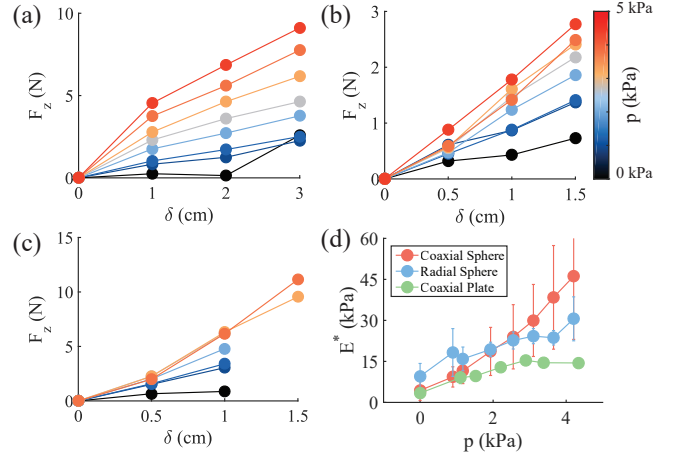 (a)
10
5
0
F_z (N)
0 1 2 3
δ (cm)
(b)
3
2
1
0
F_z (N)
0 0.5 1.0 1.5
δ (cm)
5 kPa
p (kPa)
0 kPa
(c)
15
10
5
0
F_z (N)
0 0.5 1.0 1.5
δ (cm)
(d)
60
45
30
15
0
E* (kPa)
Coaxial Sphere
Radial Sphere
Coaxial Plate
0 2 4
p (kPa)